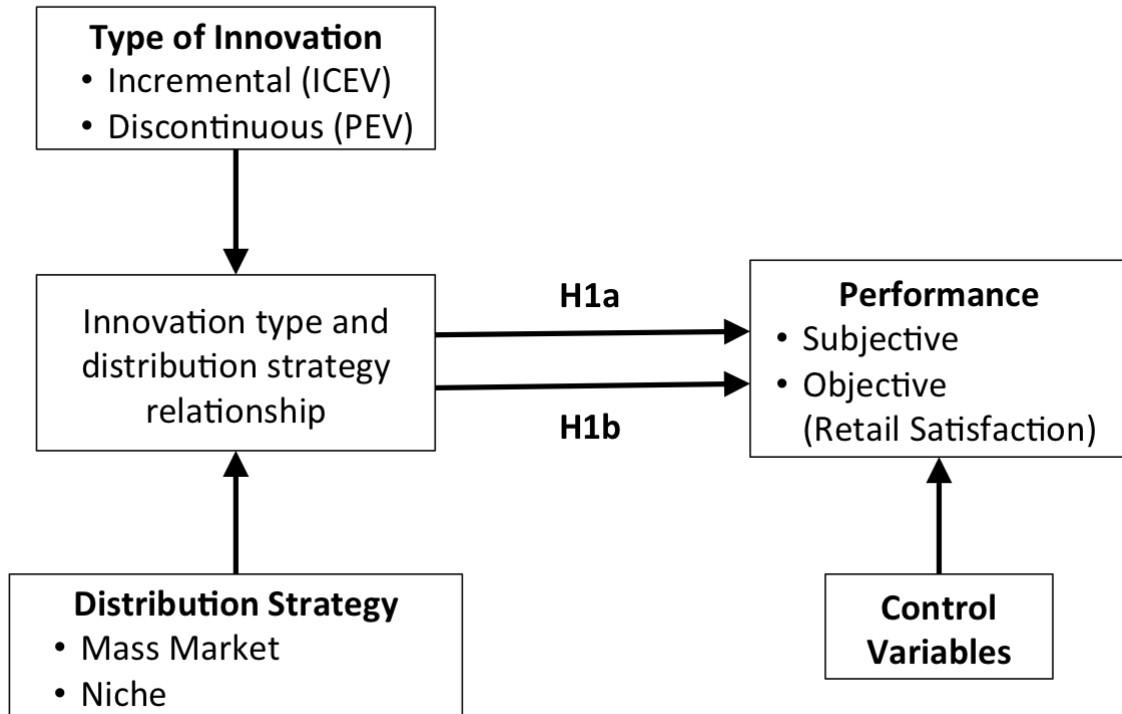 Type of Innovation
• Incremental (ICEV)
• Discontinuous (PEV)
Innovation type and
distribution strategy
relationship
H1a
H1b
Performance
• Subjective
• Objective
(Retail Satisfaction)
Distribution Strategy
• Mass Market
• Niche
Control
Variables